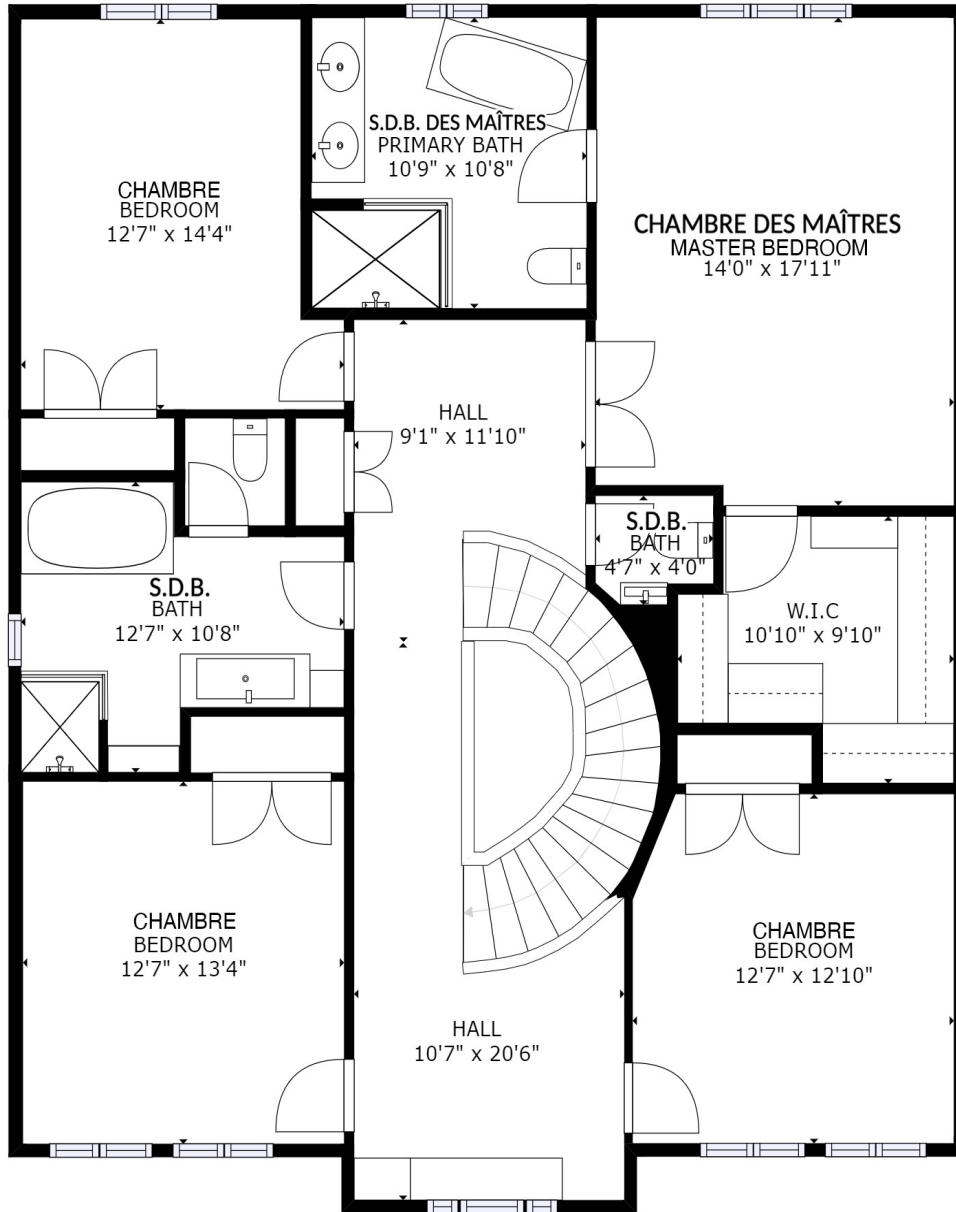 S.D.B. DES MAÎTRES
PRIMARY BATH
10'9" x 10'8"
CHAMBRE
BEDROOM
12'7" x 14'4"
CHAMBRE DES MAÎTRES
MASTER BEDROOM
14'0" x 17'11"
HALL
9'1" x 11'10"
S.D.B.
BATH
4'7" x 4'0"
S.D.B.
BATH
12'7" x 10'8"
W.I.C
10'10" x 9'10"
CHAMBRE
BEDROOM
12'7" x 13'4"
CHAMBRE
BEDROOM
12'7" x 12'10"
HALL
10'7" x 20'6"